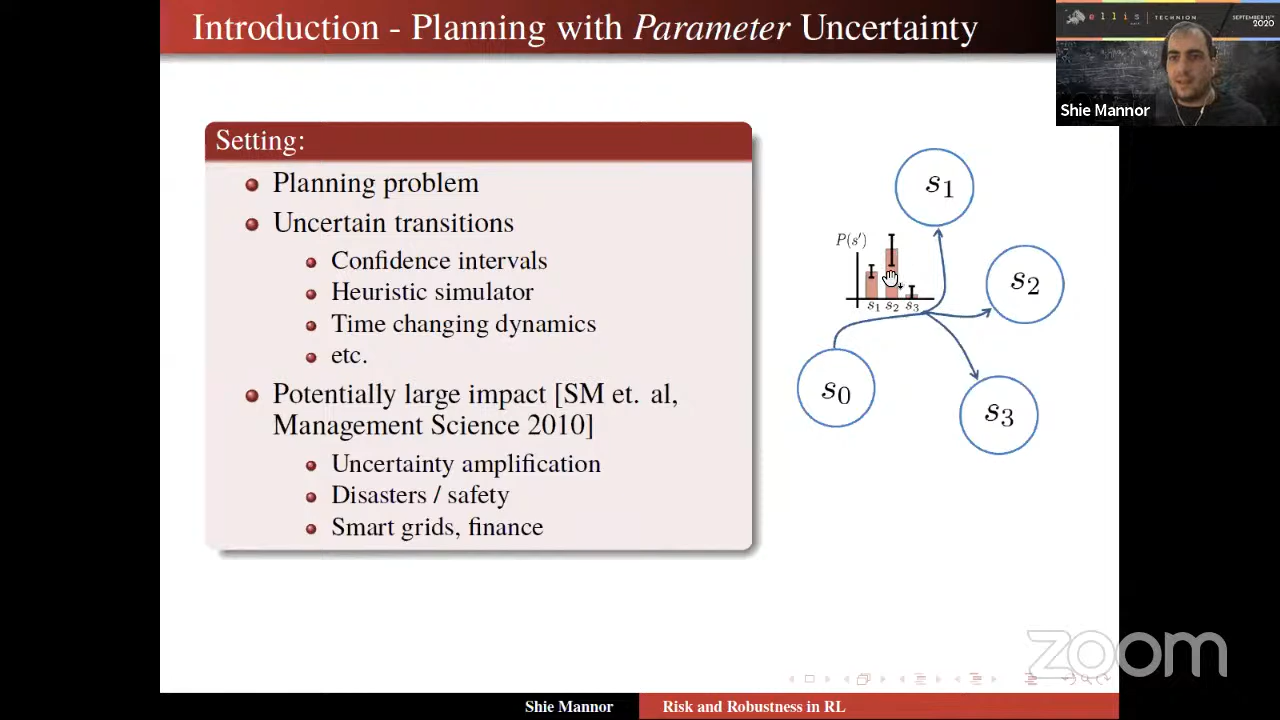 Introduction - Planning with Parameter Uncertainty
ellis
TECHNION
2020
Shie Mannor
Setting:
Planning problem
Uncertain transitions
Confidence intervals
Heuristic simulator
Time changing dynamics
etc.
Potentially large impact [SM et. al,
Management Science 2010]
Uncertainty amplification
Disasters / safety
Smart grids, finance
P(s')
s1 s2 s3
s1
s2
s0
s3
zoom
Shie Mannor
Risk and Robustness in RL